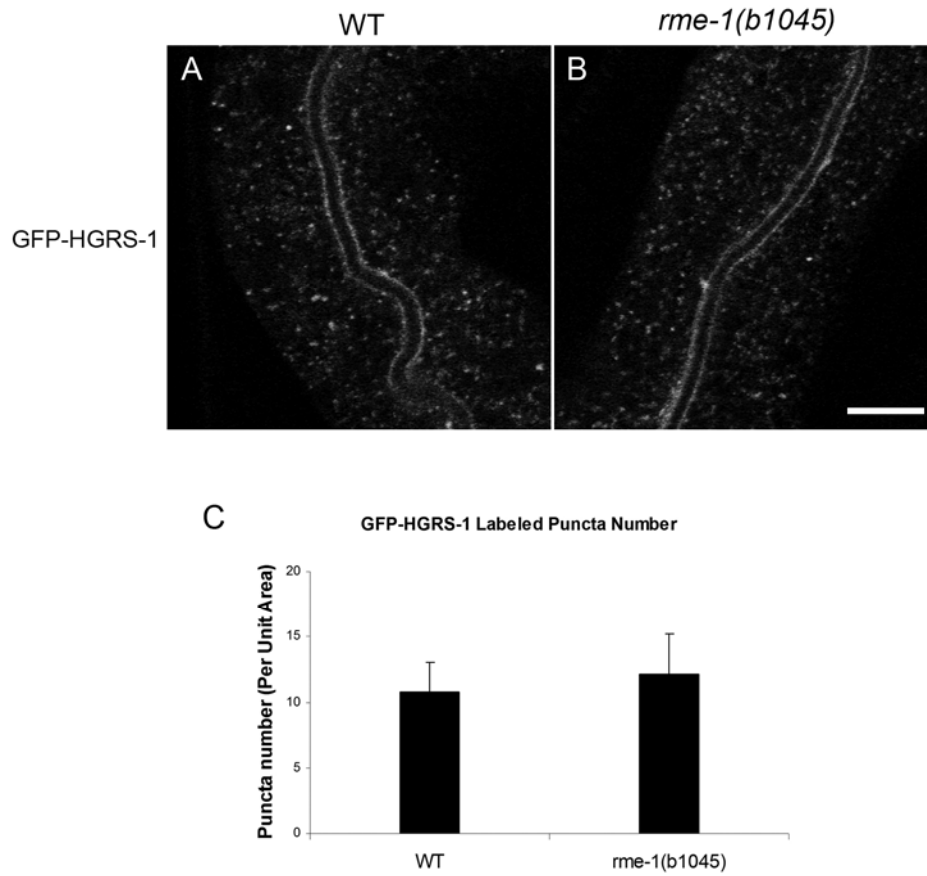 WT
rme-1(b1045)
A
B
GFP-HGRS-1
C
GFP-HGRS-1 Labeled Puncta Number
Puncta number (Per Unit Area)
20
15
10
5
0
WT
rme-1(b1045)